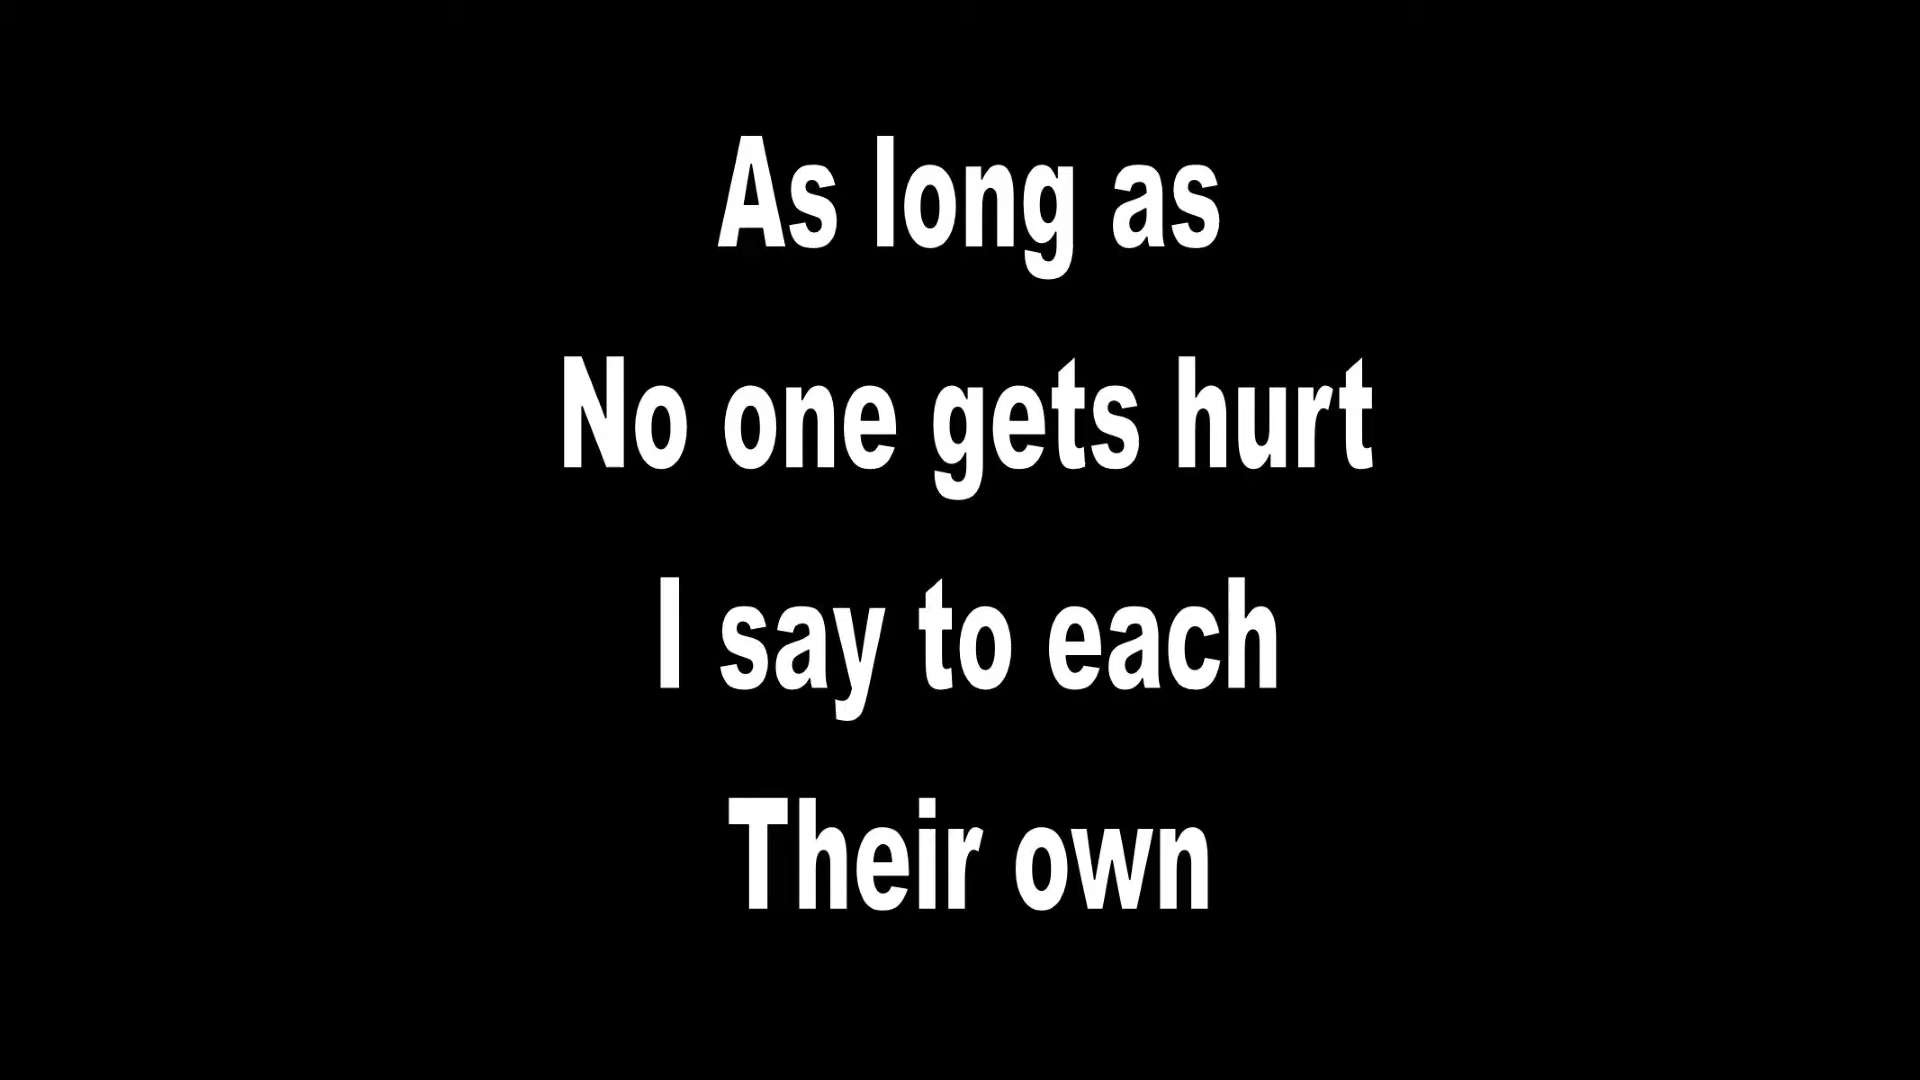 As long as
No one gets hurt
I say to each
Their own